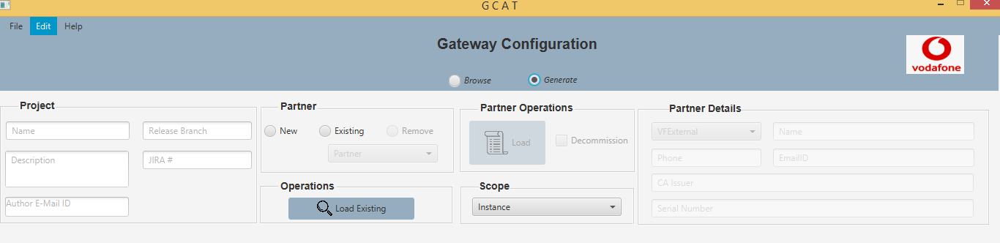 G C A T
File Edit Help
Gateway Configuration
vodafone
Browse Generate
Project
Name Release Branch
Description JIRA #
Author E-Mail ID
Partner
New Existing Remove
Partner
Operations
Load Existing
Partner Operations
Load Decommission
Scope
Instance
Partner Details
VFExternal Name
Phone EmailID
CA Issuer
Serial Number